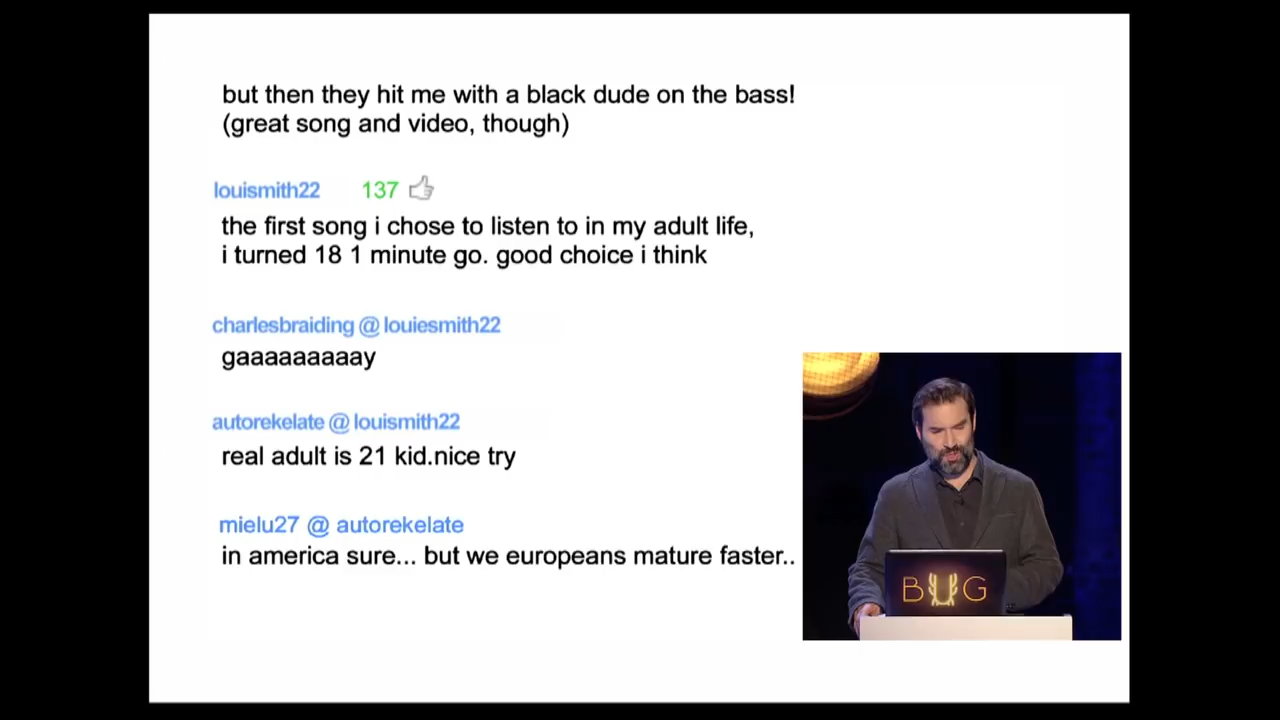 but then they hit me with a black dude on the bass!
(great song and video, though)
louismith22 137
the first song i chose to listen to in my adult life,
i turned 18 1 minute go. good choice i think
charlesbraiding @ louiesmith22
gaaaaaaaaay
autorekelate @ louismith22
real adult is 21 kid.nice try
mielu27 @ autorekelate
in america sure... but we europeans mature faster..
BUG